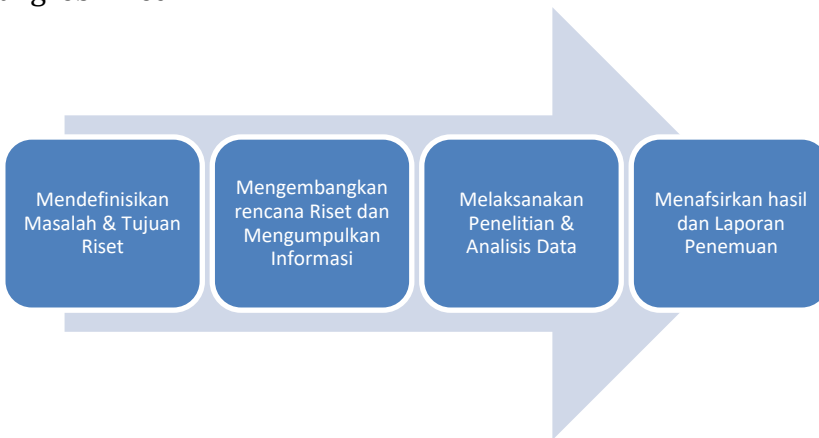 Mendefinisikan
Masalah & Tujuan
Riset
Mengembangkan
rencana Riset dan
Mengumpulkan
Informasi
Melaksanakan
Penelitian &
Analisis Data
Menafsirkan hasil
dan Laporan
Penemuan